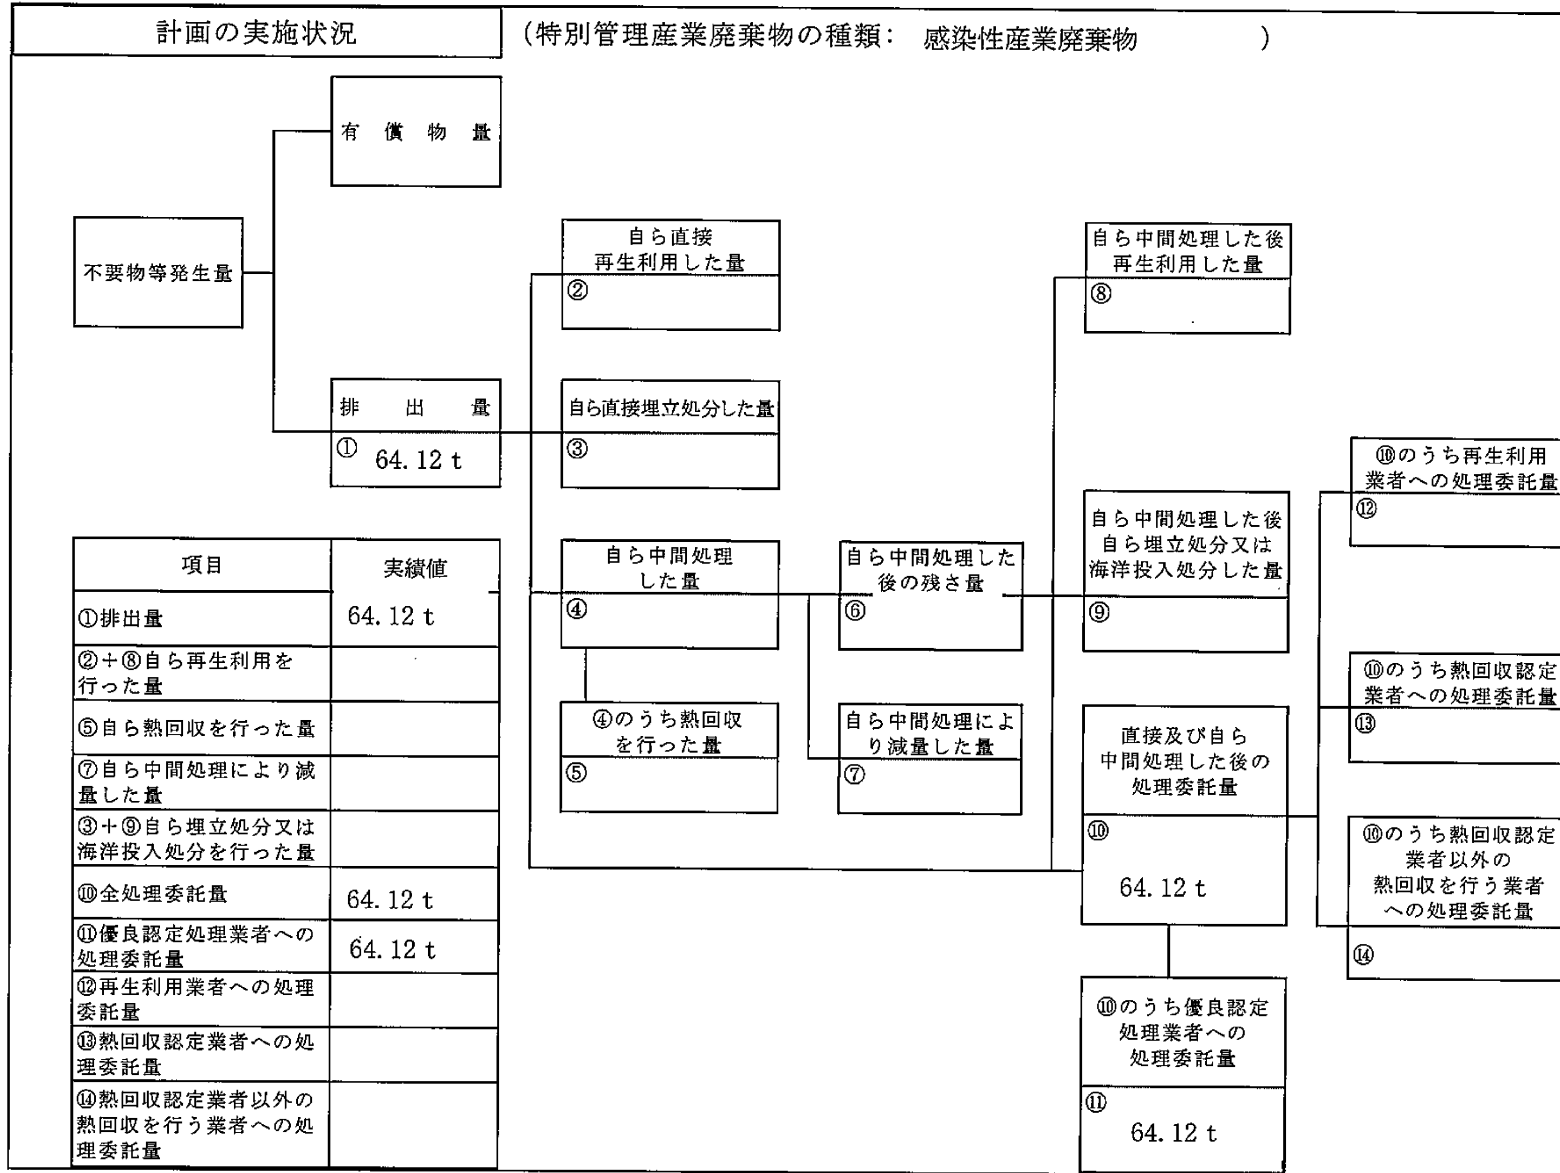 計画の実施状況
(特別管理産業廃棄物の種類: 感染性産業廃棄物 )
有償物量
不要物等発生量
排出量
① 64.12 t
自ら直接
再生利用した量
②
自ら直接埋立処分した量
③
自ら中間処理
した量
④
④のうち熱回収
を行った量
⑤
自ら中間処理した
後の残さ量
⑥
自ら中間処理によ
り減量した量
⑦
自ら中間処理した後
再生利用した量
⑧
自ら中間処理した後
自ら埋立処分又は
海洋投入処分した量
⑨
直接及び自ら
中間処理した後の
処理委託量
⑩
64.12 t
⑩のうち優良認定
処理業者への
処理委託量
⑪
64.12 t
⑩のうち再生利用
業者への処理委託量
⑫
⑩のうち熱回収認定
業者への処理委託量
⑬
⑩のうち熱回収認定
業者以外の
熱回収を行う業者
への処理委託量
⑭
項目 実績値
①排出量 64.12 t
②+⑧自ら再生利用を
行った量
⑤自ら熱回収を行った量
⑦自ら中間処理により減
量した量
③+⑨自ら埋立処分又は
海洋投入処分を行った量
⑩全処理委託量 64.12 t
⑪優良認定処理業者への
処理委託量 64.12 t
⑫再生利用業者への処理
委託量
⑬熱回収認定業者への処
理委託量
⑭熱回収認定業者以外の
熱回収を行う業者への処
理委託量